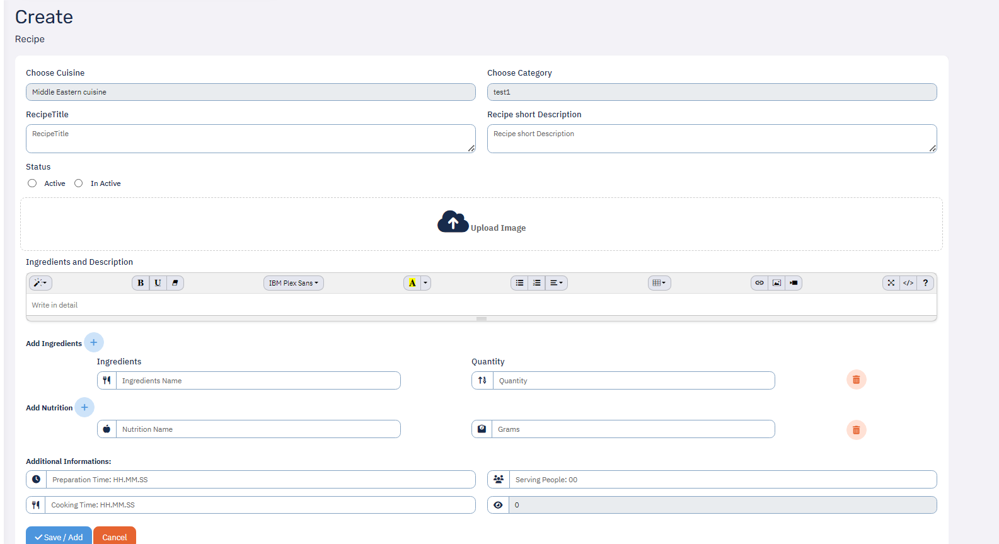 Create
Recipe
Choose Cuisine
Choose Category
Middle Eastern cuisine
test1
RecipeTitle
Recipe short Description
RecipeTitle
Recipe short Description
Status
Active
In Active
Upload Image
Ingredients and Description
B U IBM Plex Sans A </> ?
Write in detail
Add Ingredients +
Ingredients
Quantity
Ingredients Name
Quantity
Add Nutrition +
Nutrition Name
Grams
Additional Informations:
Preparation Time: HH.MM.SS
Serving People: 00
Cooking Time: HH.MM.SS
0
Save / Add
Cancel